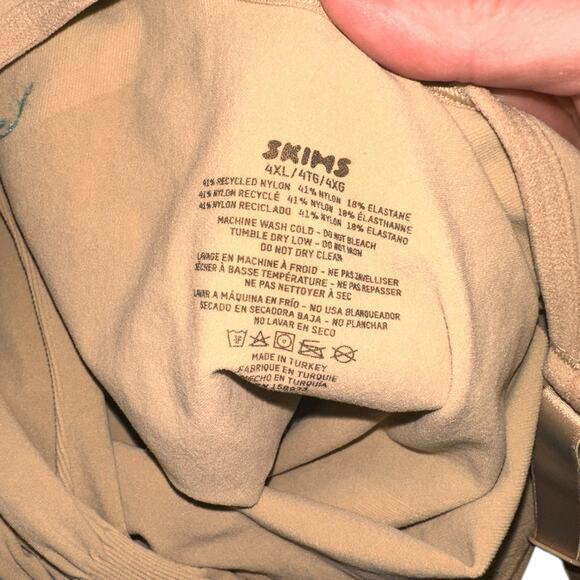 SKIMS
4XL/4TG/4XG
41% RECYCLED NYLON 41% NYLON 18% ELASTANE
41% NYLON RECYCLÉ 41% NYLON 18% ÉLASTHANNE
41% NYLON RECICLADO 41% NYLON 18% ELASTANO
MACHINE WASH COLD - DO NOT BLEACH
TUMBLE DRY LOW - DO NOT
DO NOT DRY CLEAN
LAVAGE EN MACHINE À FROID - NE PAS JAVELLISER
SÉCHER À BASSE TEMPÉRATURE - NE PAS REPASSER
NE PAS NETTOYER À SEC
LAVAR A MÁQUINA EN FRÍO - NO USA BLANQUEADOR
SECADO EN SECADORA BAJA - NO PLANCHAR
NO LAVAR EN SECO
MADE IN TURKEY
FABRIQUE EN TURQUIE
HECHO EN TURQUÍA